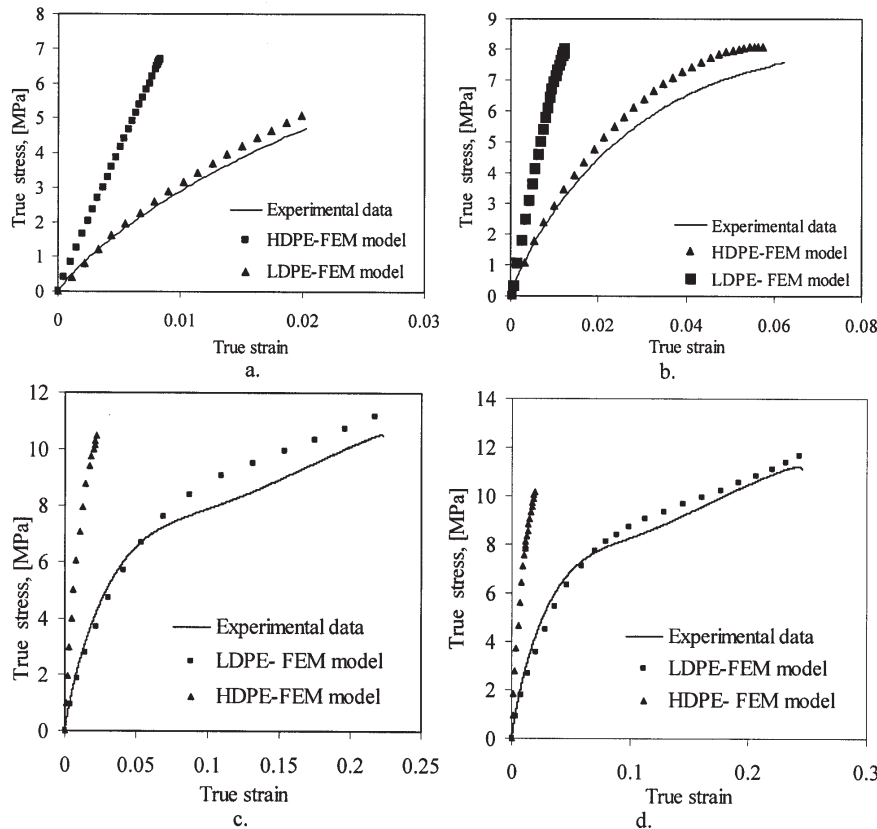 8
7
6
5
4
3
2
1
0
True stress, [MPa]
Experimental data
HDPE-FEM model
LDPE-FEM model
0 0.01 0.02 0.03
True strain
a.
9
8
7
6
5
4
3
2
1
0
True stress, [MPa]
Experimental data
HDPE-FEM model
LDPE- FEM model
0 0.02 0.04 0.06 0.08
True strain
b.
12
10
8
6
4
2
0
True stress, [MPa]
Experimental data
LDPE- FEM model
HDPE-FEM model
0 0.05 0.1 0.15 0.2 0.25
True strain
c.
14
12
10
8
6
4
2
0
True stress, [MPa]
Experimental data
LDPE-FEM model
HDPE- FEM model
0 0.1 0.2 0.3
True strain
d.